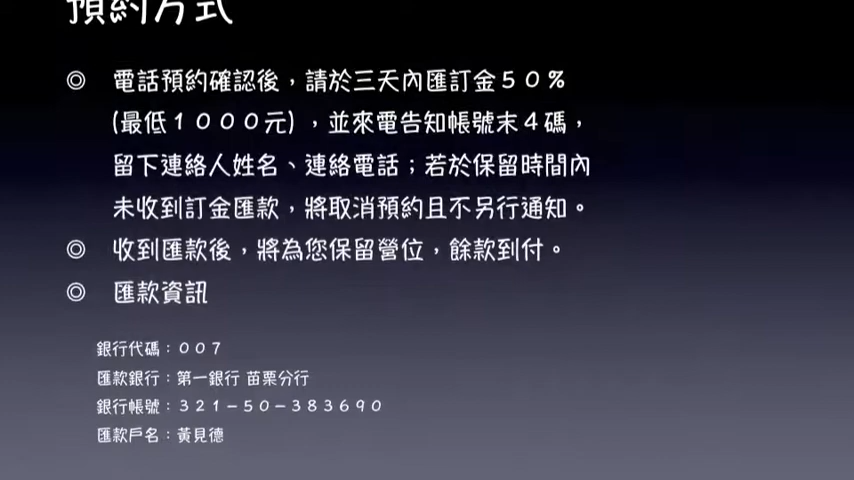 預約方式
◎ 電話預約確認後，請於三天內匯訂金５０％
(最低１０００元) ，並來電告知帳號末４碼，
留下連絡人姓名、連絡電話；若於保留時間內
未收到訂金匯款，將取消預約且不另行通知。
◎ 收到匯款後，將為您保留營位，餘款到付。
◎ 匯款資訊
銀行代碼：００７
匯款銀行：第一銀行 苗栗分行
銀行帳號：３２１－５０－３８３６９０
匯款戶名：黃見德